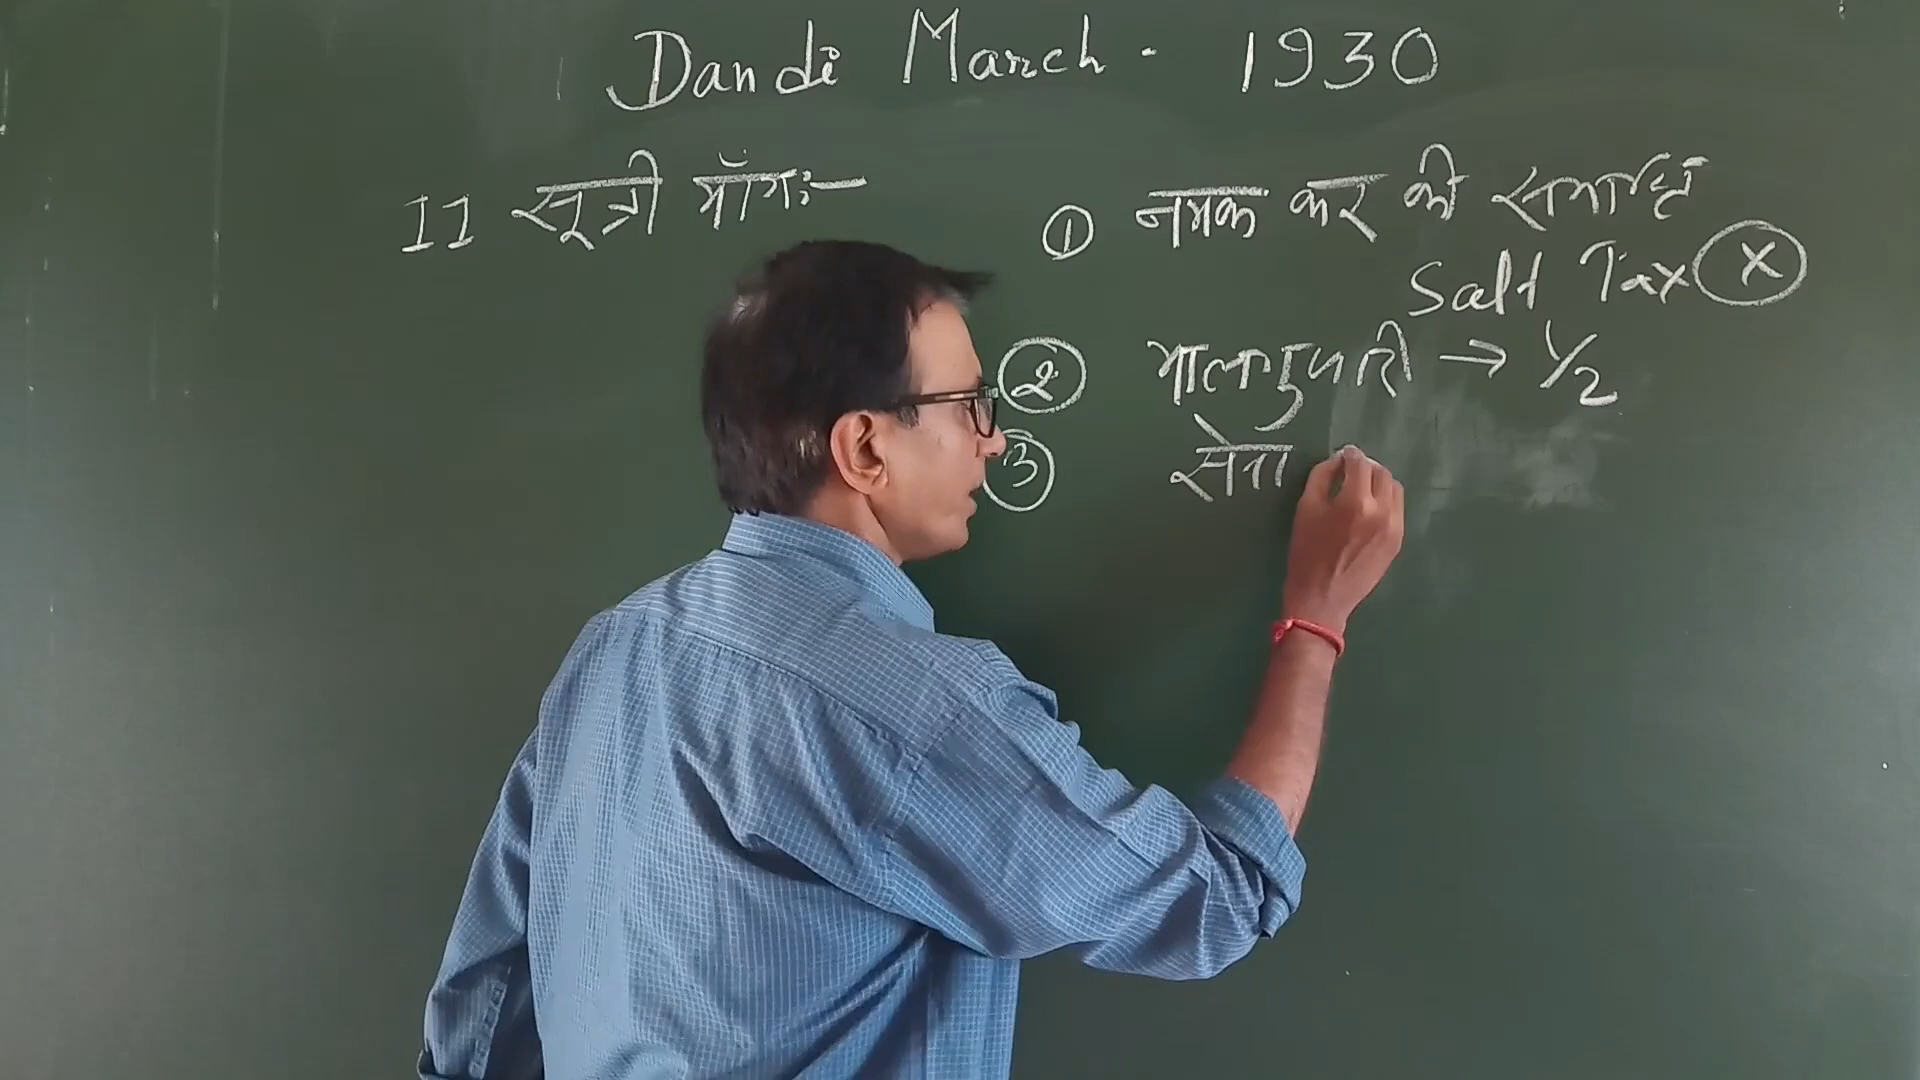 Dandi March - 1930
11 सूत्री माँग:—
① नमक कर की समाप्ति
Salt Tax ⓧ
② मालगुजारी → 1/2
③ सेना